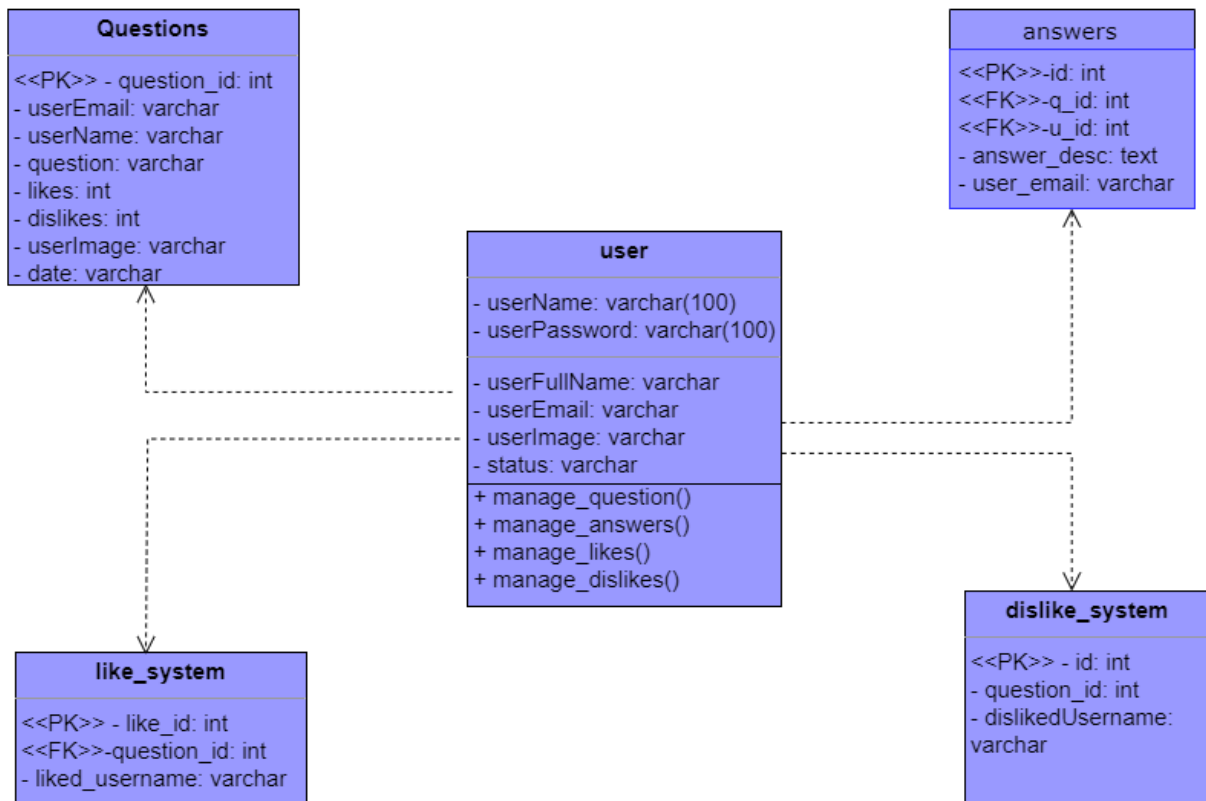 Questions
<<PK>> - question_id: int
- userEmail: varchar
- userName: varchar
- question: varchar
- likes: int
- dislikes: int
- userImage: varchar
- date: varchar
answers
<<PK>>-id: int
<<FK>>-q_id: int
<<FK>>-u_id: int
- answer_desc: text
- user_email: varchar
user
- userName: varchar(100)
- userPassword: varchar(100)
- userFullName: varchar
- userEmail: varchar
- userImage: varchar
- status: varchar
+ manage_question()
+ manage_answers()
+ manage_likes()
+ manage_dislikes()
like_system
<<PK>> - like_id: int
<<FK>>-question_id: int
- liked_username: varchar
dislike_system
<<PK>> - id: int
- question_id: int
- dislikedUsername:
varchar